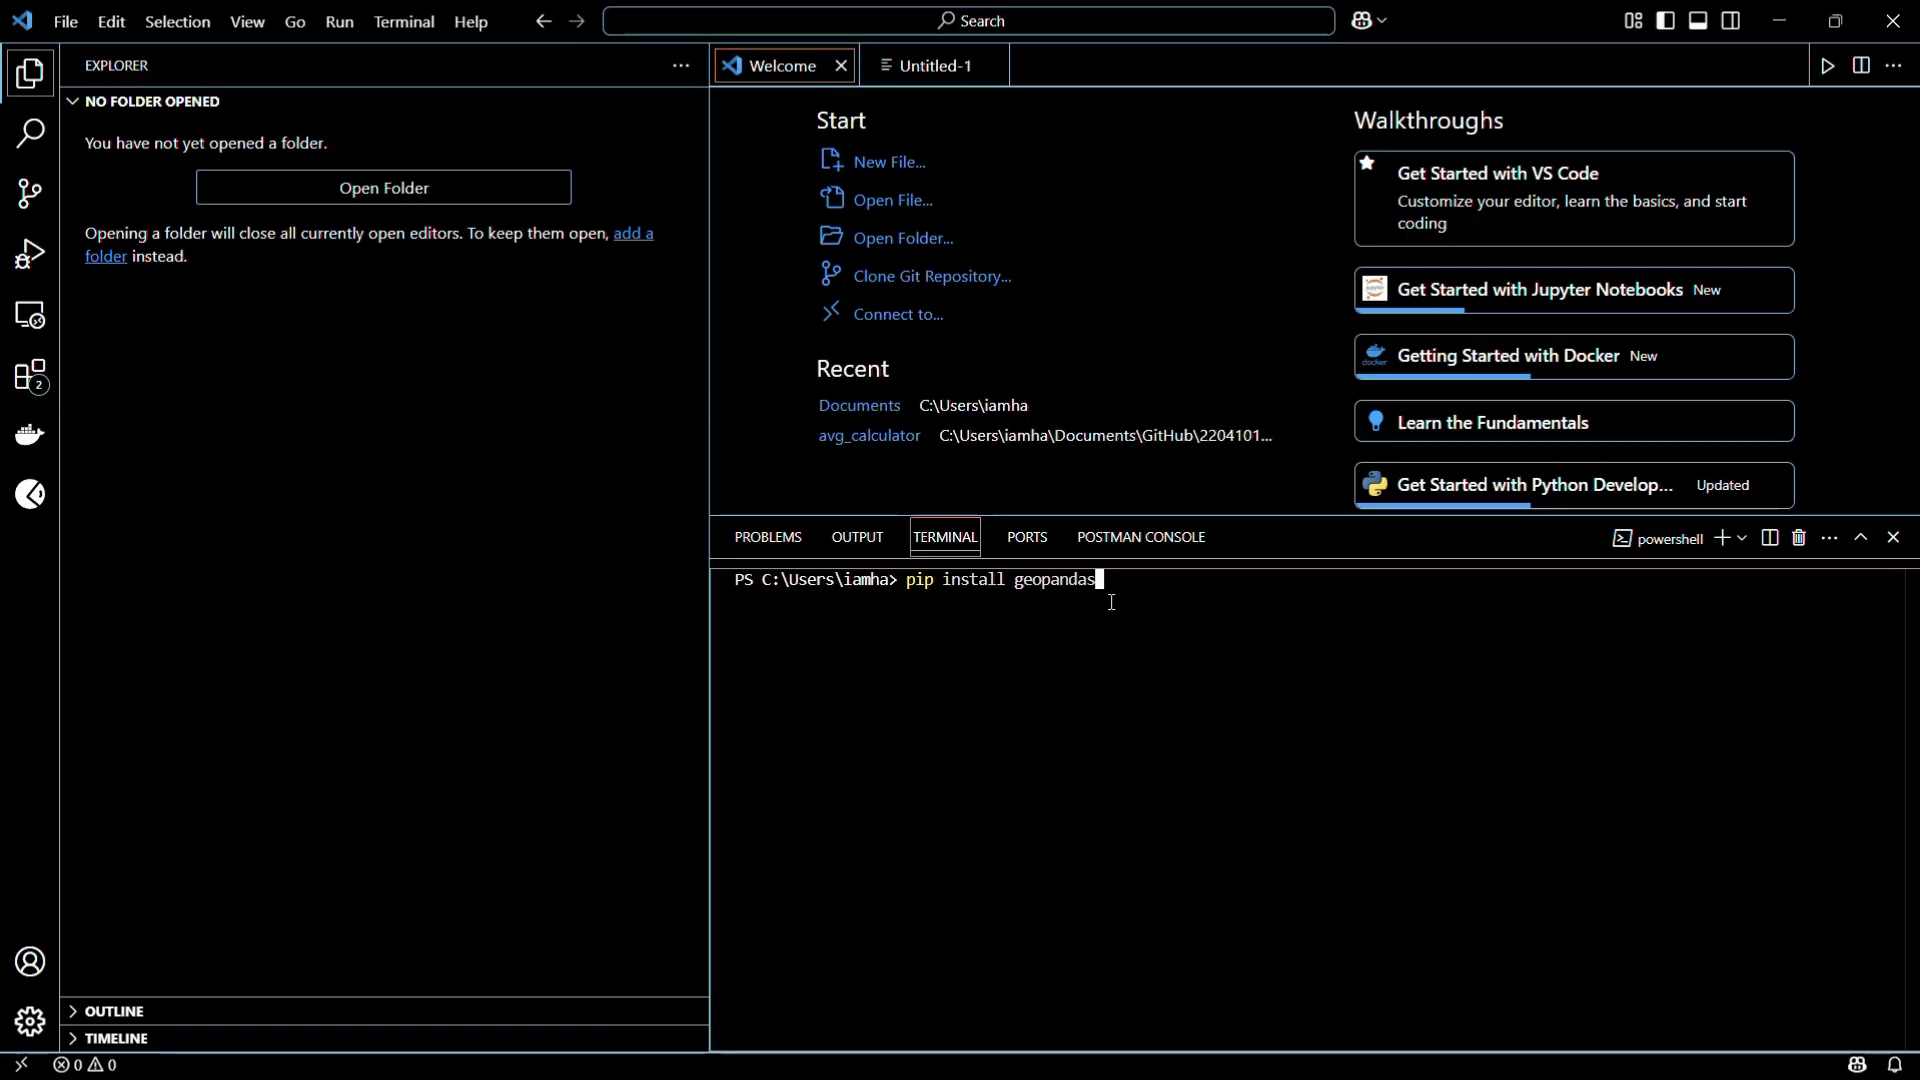 File Edit Selection View Go Run Terminal Help Search
EXPLORER
NO FOLDER OPENED
You have not yet opened a folder.
Open Folder
Opening a folder will close all currently open editors. To keep them open, add a
folder instead.
OUTLINE
TIMELINE
Welcome Untitled-1
Start
New File...
Open File...
Open Folder...
Clone Git Repository...
Connect to...
Recent
Documents C:\Users\iamha
avg_calculator C:\Users\iamha\Documents\GitHub\2204101...
Walkthroughs
Get Started with VS Code
Customize your editor, learn the basics, and start
coding
Get Started with Jupyter Notebooks New
Getting Started with Docker New
Learn the Fundamentals
Get Started with Python Develop... Updated
PROBLEMS OUTPUT TERMINAL PORTS POSTMAN CONSOLE powershell
PS C:\Users\iamha> pip install geopandas
2
0 0